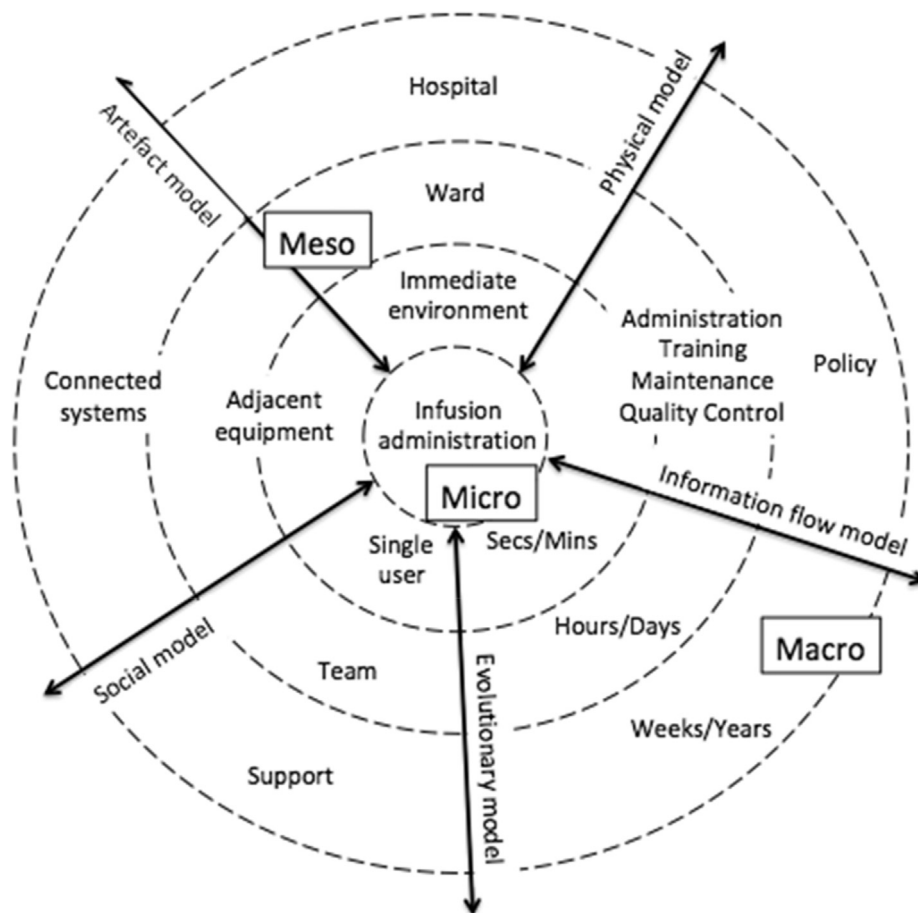 Hospital
Physical model
Artefact model
Ward
Meso
Immediate
environment
Administration
Training
Maintenance
Quality Control
Policy
Connected
systems
Adjacent
equipment
Infusion
administration
Micro
Information flow model
Single
user
Secs/Mins
Hours/Days
Macro
Social model
Team
Evolutionary model
Weeks/Years
Support